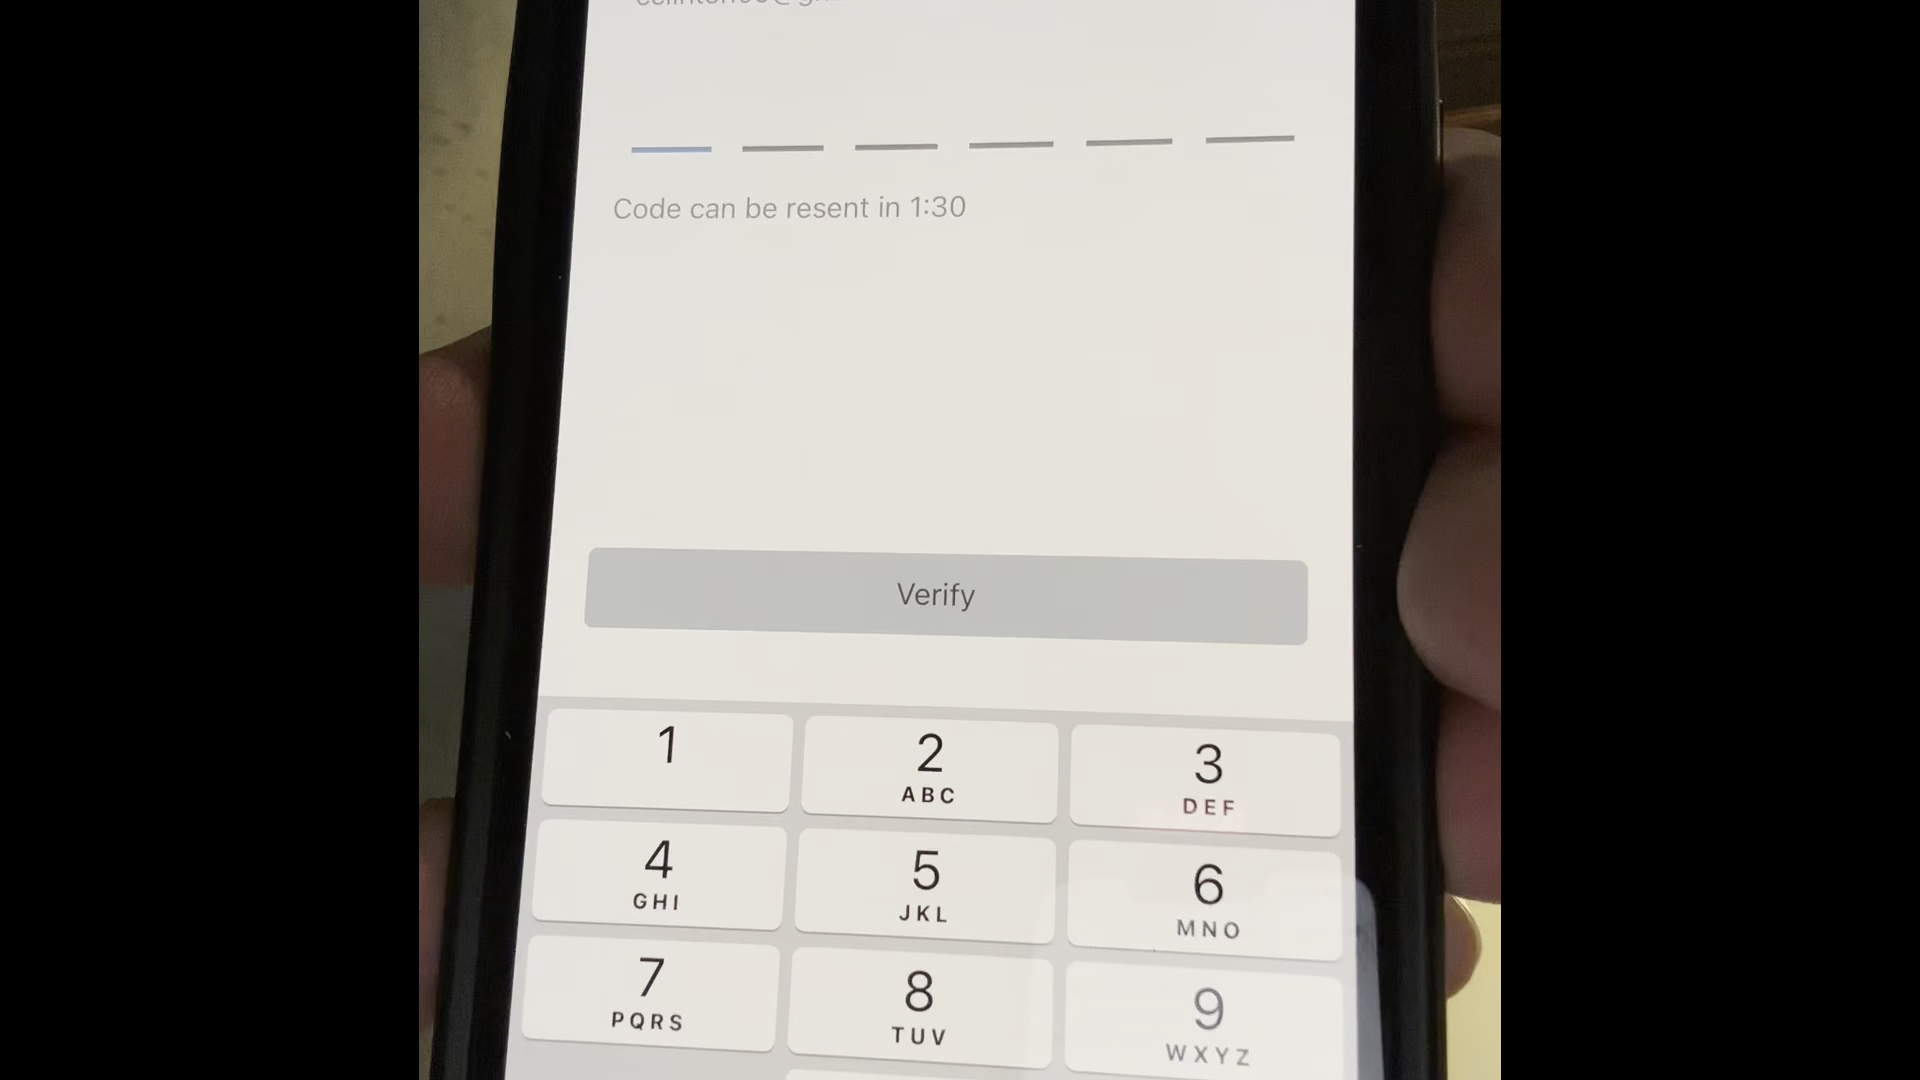 Code can be resent in 1:30
Verify
1
2
ABC
3
DEF
4
GHI
5
JKL
6
MNO
7
PQRS
8
TUV
9
WXYZ